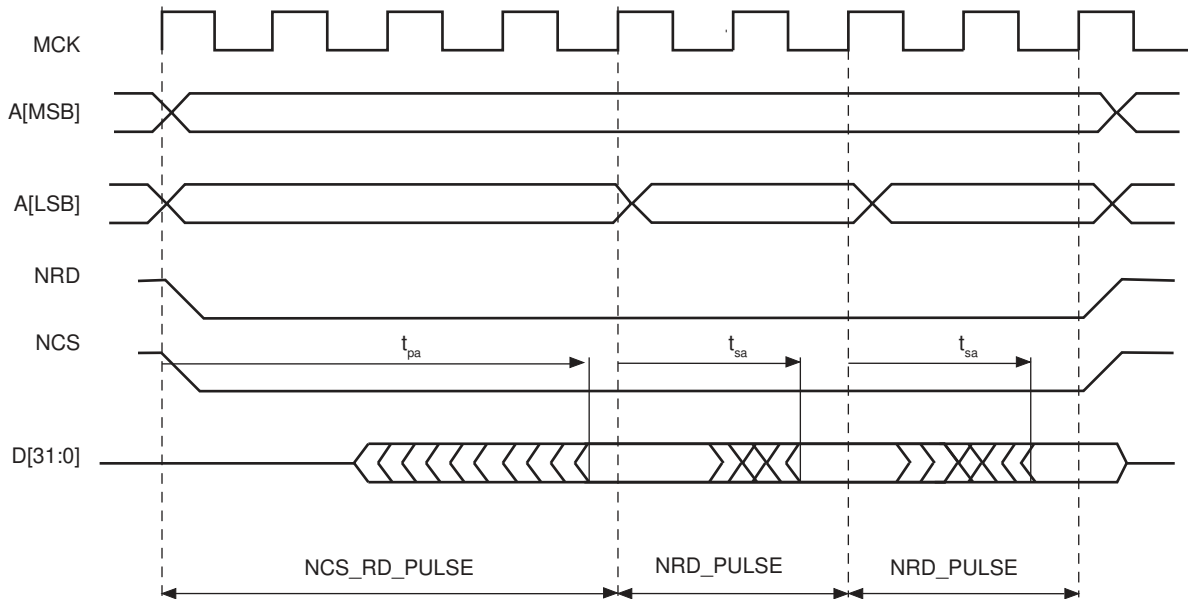 MCK
A[MSB]
A[LSB]
NRD
NCS
tpa tsa tsa
D[31:0]
NCS_RD_PULSE NRD_PULSE NRD_PULSE